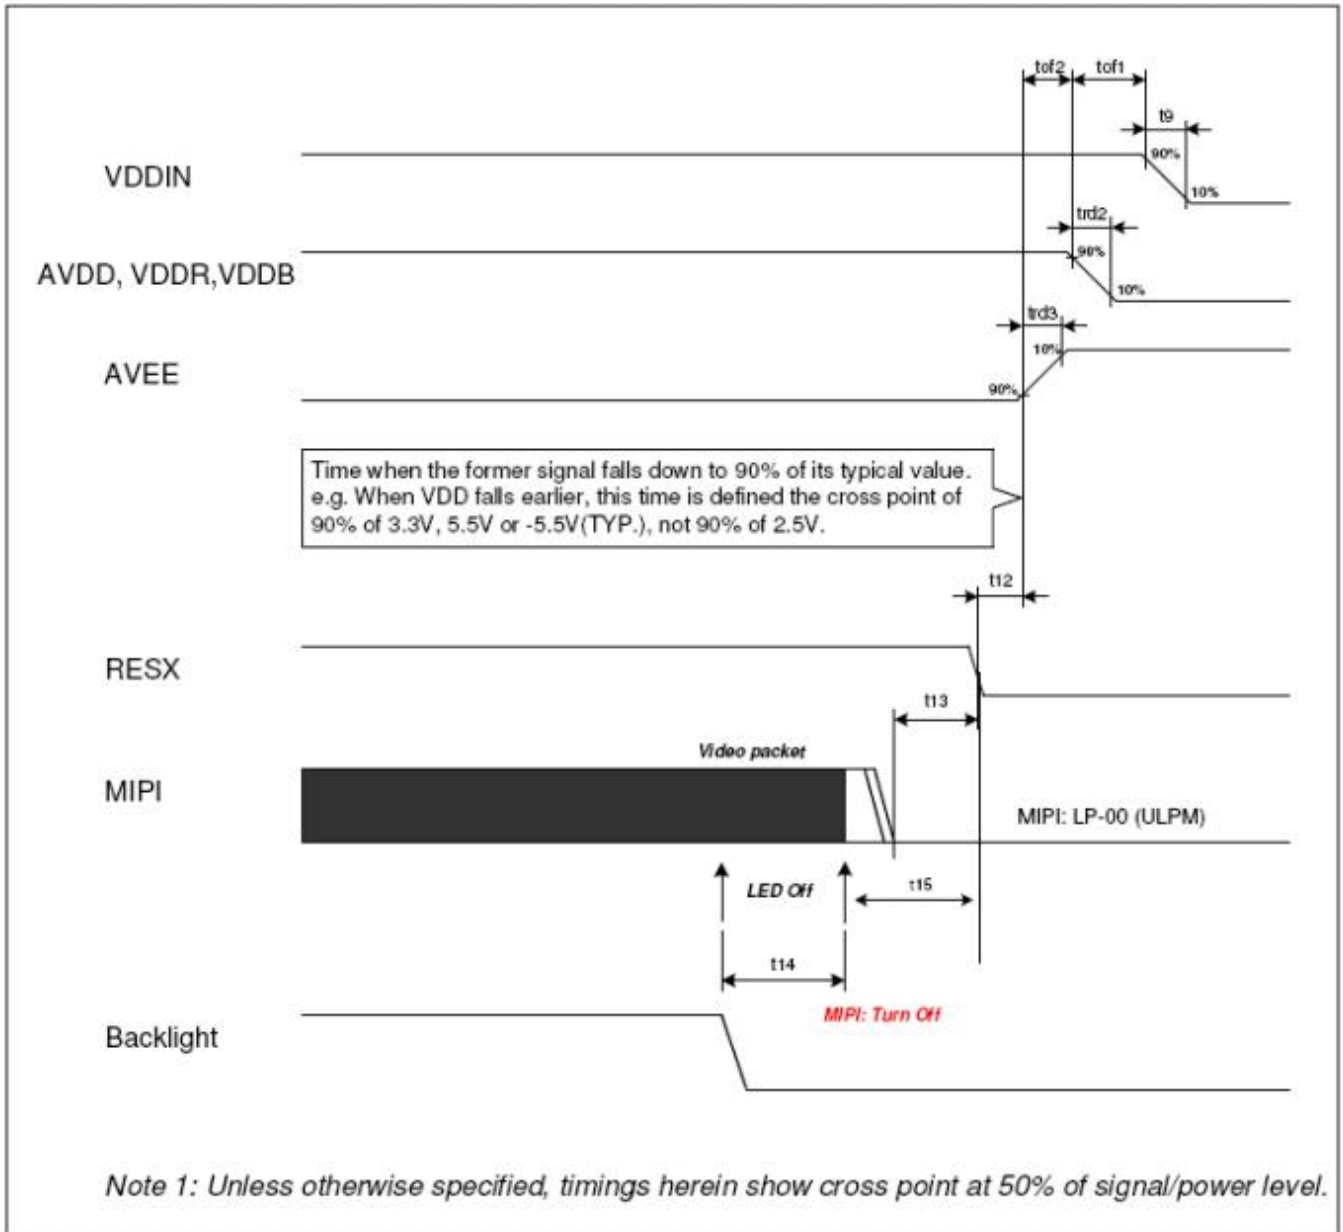 tof2 tof1
t9
VDDIN
90%
10%
trd2
AVDD, VDDR,VDDB
90%
10%
trd3
AVEE
10%
90%
Time when the former signal falls down to 90% of its typical value.
e.g. When VDD falls earlier, this time is defined the cross point of
90% of 3.3V, 5.5V or -5.5V(TYP.), not 90% of 2.5V.
t12
RESX
t13
Video packet
MIPI
MIPI: LP-00 (ULPM)
LED Off
t15
t14
MIPI: Turn Off
Backlight
Note 1: Unless otherwise specified, timings herein show cross point at 50% of signal/power level.